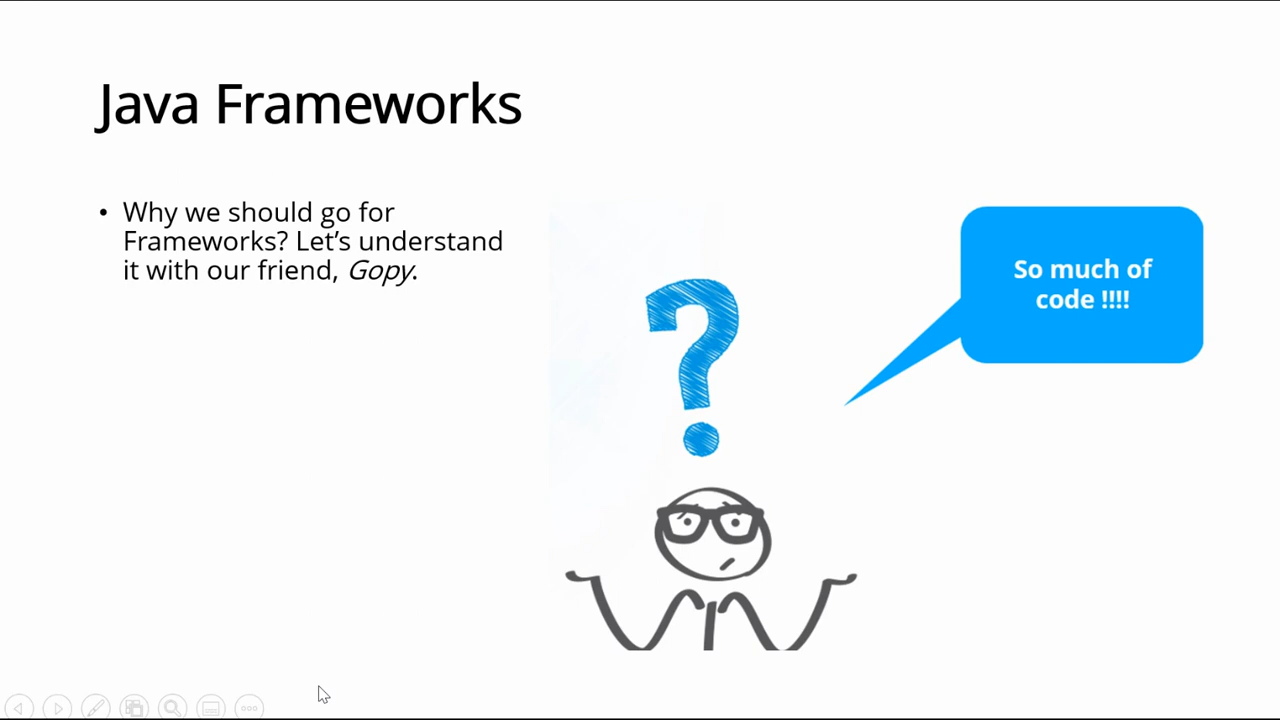 Java Frameworks
• Why we should go for
Frameworks? Let’s understand
it with our friend, Gopy.
?
So much of
code !!!!